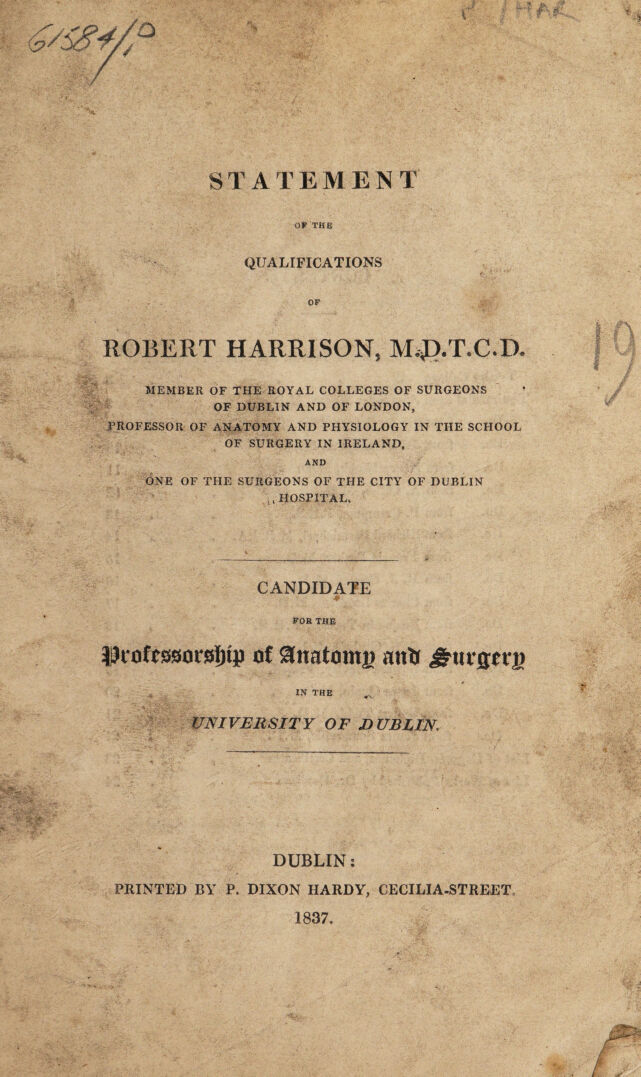 61584/P
P / HAR
STATEMENT
OF THE
QUALIFICATIONS
OF
ROBERT HARRISON, M.D.T.C.D.
19
MEMBER OF THE ROYAL COLLEGES OF SURGEONS
OF DUBLIN AND OF LONDON,
PROFESSOR OF ANATOMY AND PHYSIOLOGY IN THE SCHOOL
OF SURGERY IN IRELAND,
AND
ONE OF THE SURGEONS OF THE CITY OF DUBLIN
HOSPITAL.
CANDIDATE
FOR THE
Professorship of Anatomy and Surgery
IN THE
UNIVERSITY OF DUBLIN.
DUBLIN:
PRINTED BY P. DIXON HARDY, CECILIA-STREET.
1837.